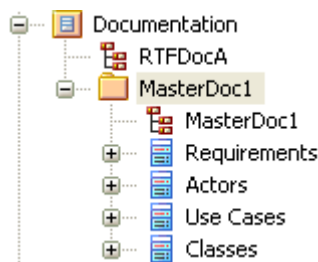 Documentation
RTFDocA
MasterDoc1
MasterDoc1
Requirements
Actors
Use Cases
Classes